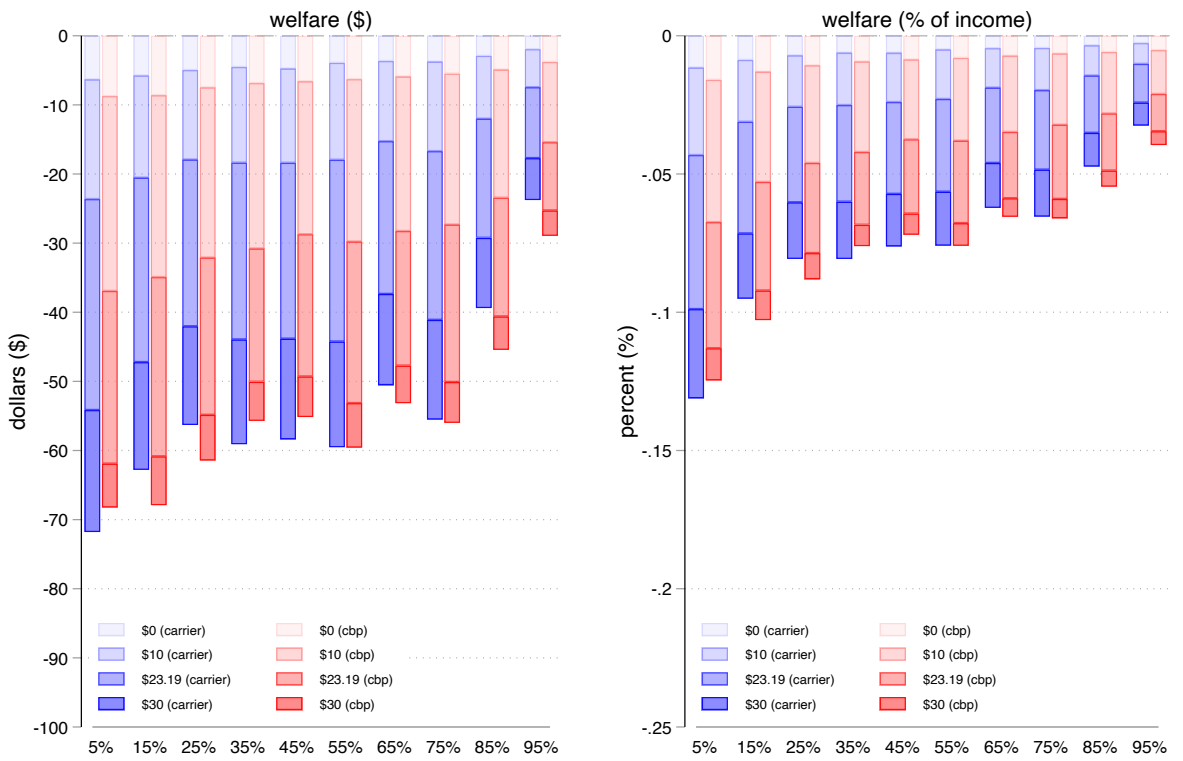 welfare ($)
0
-10
-20
-30
-40
-50
-60
-70
-80
-90
-100
dollars ($)
$0 (carrier) $0 (cbp)
$10 (carrier) $10 (cbp)
$23.19 (carrier) $23.19 (cbp)
$30 (carrier) $30 (cbp)
5% 15% 25% 35% 45% 55% 65% 75% 85% 95%
welfare (% of income)
0
-.05
-.1
-.15
-.2
-.25
percent (%)
$0 (carrier) $0 (cbp)
$10 (carrier) $10 (cbp)
$23.19 (carrier) $23.19 (cbp)
$30 (carrier) $30 (cbp)
5% 15% 25% 35% 45% 55% 65% 75% 85% 95%